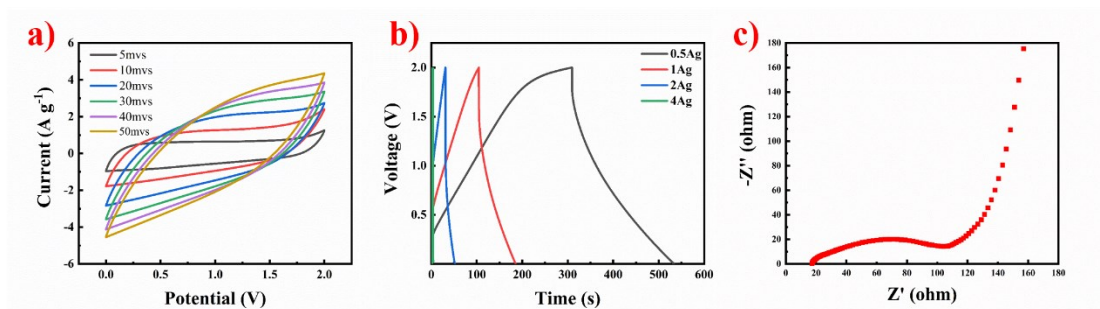 a)
5mvs
10mvs
20mvs
30mvs
40mvs
50mvs
Current (A g⁻¹)
6
4
2
0
-2
-4
-6
0.0 0.5 1.0 1.5 2.0
Potential (V)
b)
0.5Ag
1Ag
2Ag
4Ag
Voltage (V)
2.0
1.5
1.0
0.5
0 100 200 300 400 500 600
Time (s)
c)
-Z'' (ohm)
180
160
140
120
100
80
60
40
20
0
20 40 60 80 100 120 140 160 180
Z' (ohm)